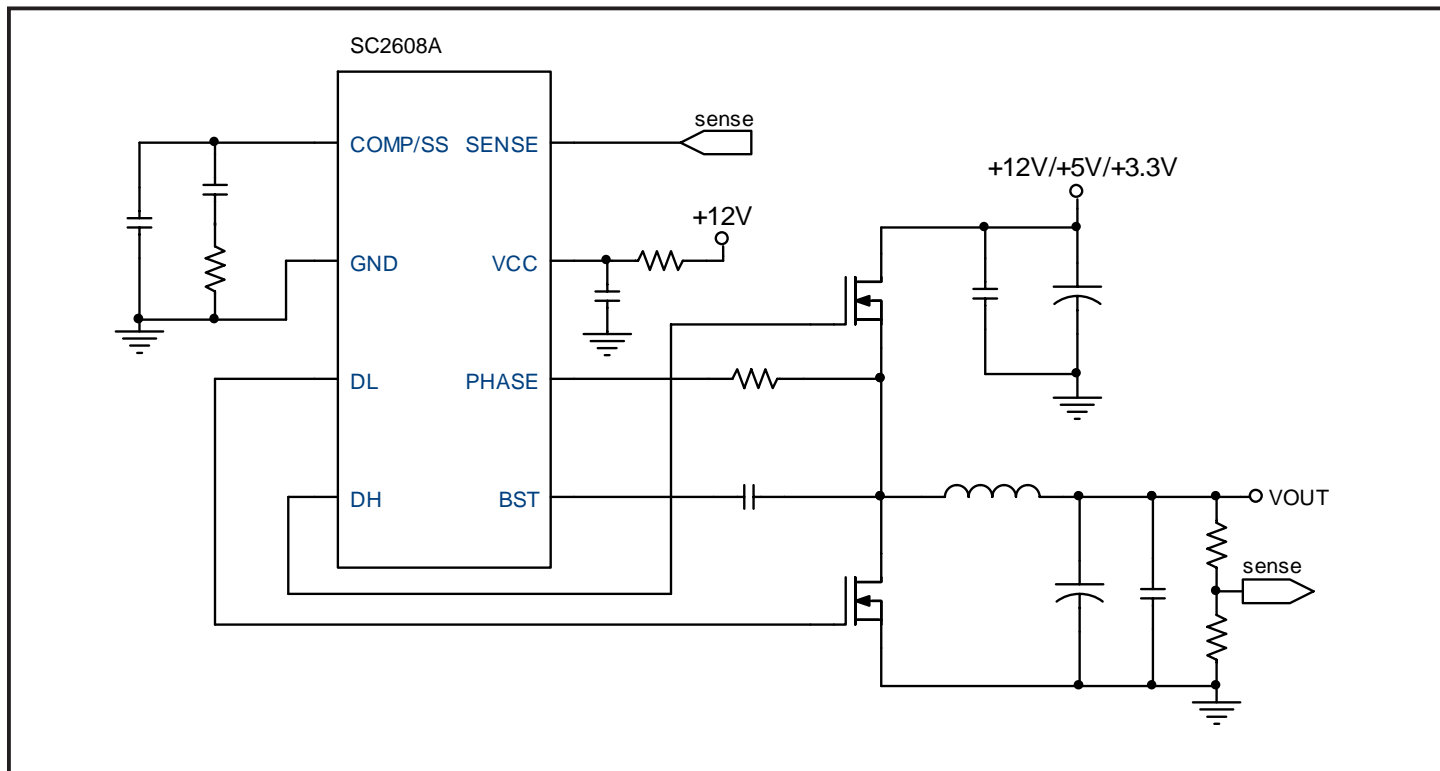 SC2608A
COMP/SS SENSE
sense
+12V/+5V/+3.3V
+12V
GND VCC
DL PHASE
DH BST
VOUT
sense